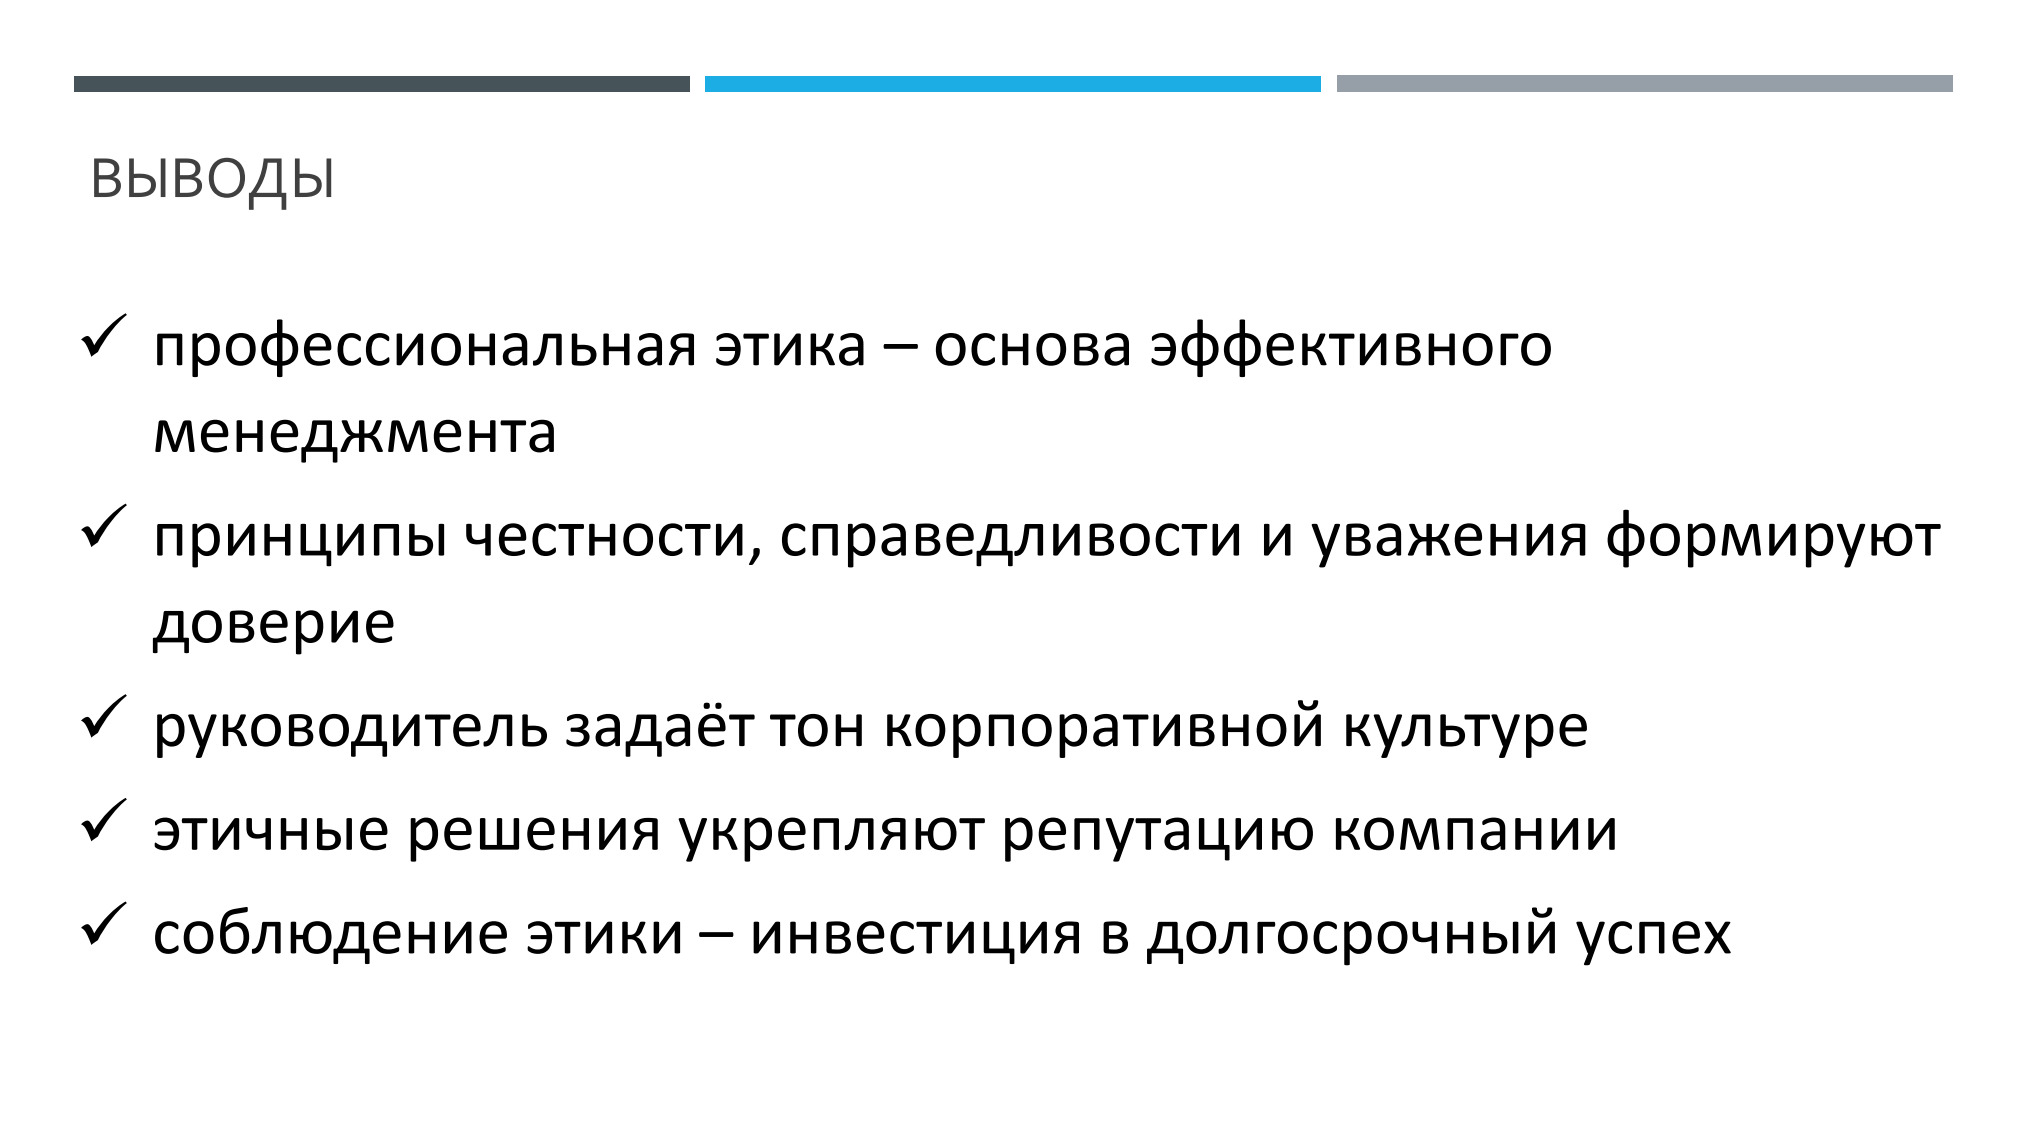 ВЫВОДЫ
✓ профессиональная этика – основа эффективного
менеджмента
✓ принципы честности, справедливости и уважения формируют
доверие
✓ руководитель задаёт тон корпоративной культуре
✓ этичные решения укрепляют репутацию компании
✓ соблюдение этики – инвестиция в долгосрочный успех